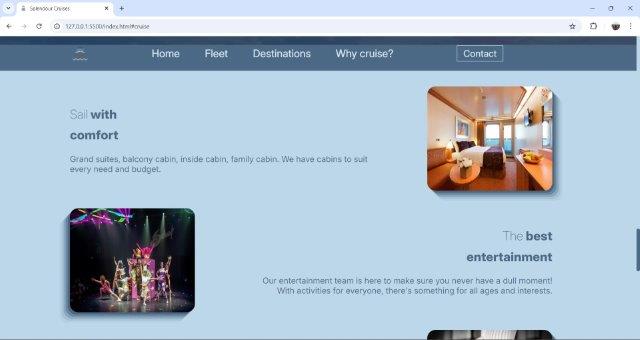 Splendour Cruises
127.0.0.1:5500/index.html#cruise
Home Fleet Destinations Why cruise? Contact
Sail with
comfort
Grand suites, balcony cabin, inside cabin, family cabin. We have cabins to suit
every need and budget.
The best
entertainment
Our entertainment team is here to make sure you never have a dull moment!
With activities for everyone, there's something for all ages and interests.